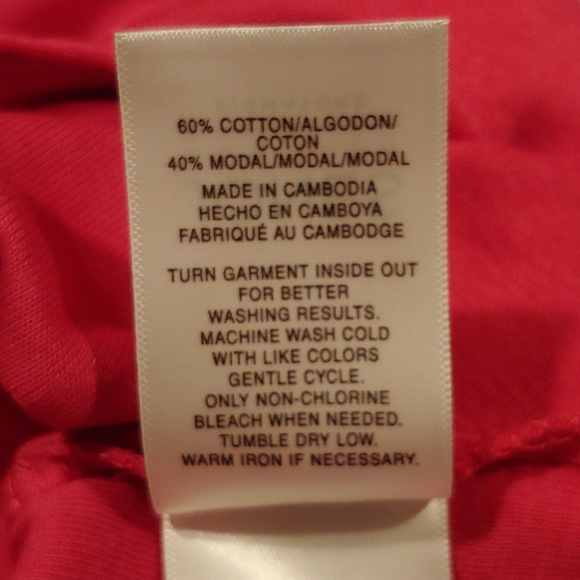 60% COTTON/ALGODON/
COTON
40% MODAL/MODAL/MODAL
MADE IN CAMBODIA
HECHO EN CAMBOYA
FABRIQUÉ AU CAMBODGE
TURN GARMENT INSIDE OUT
FOR BETTER
WASHING RESULTS.
MACHINE WASH COLD
WITH LIKE COLORS
GENTLE CYCLE.
ONLY NON-CHLORINE
BLEACH WHEN NEEDED.
TUMBLE DRY LOW.
WARM IRON IF NECESSARY.